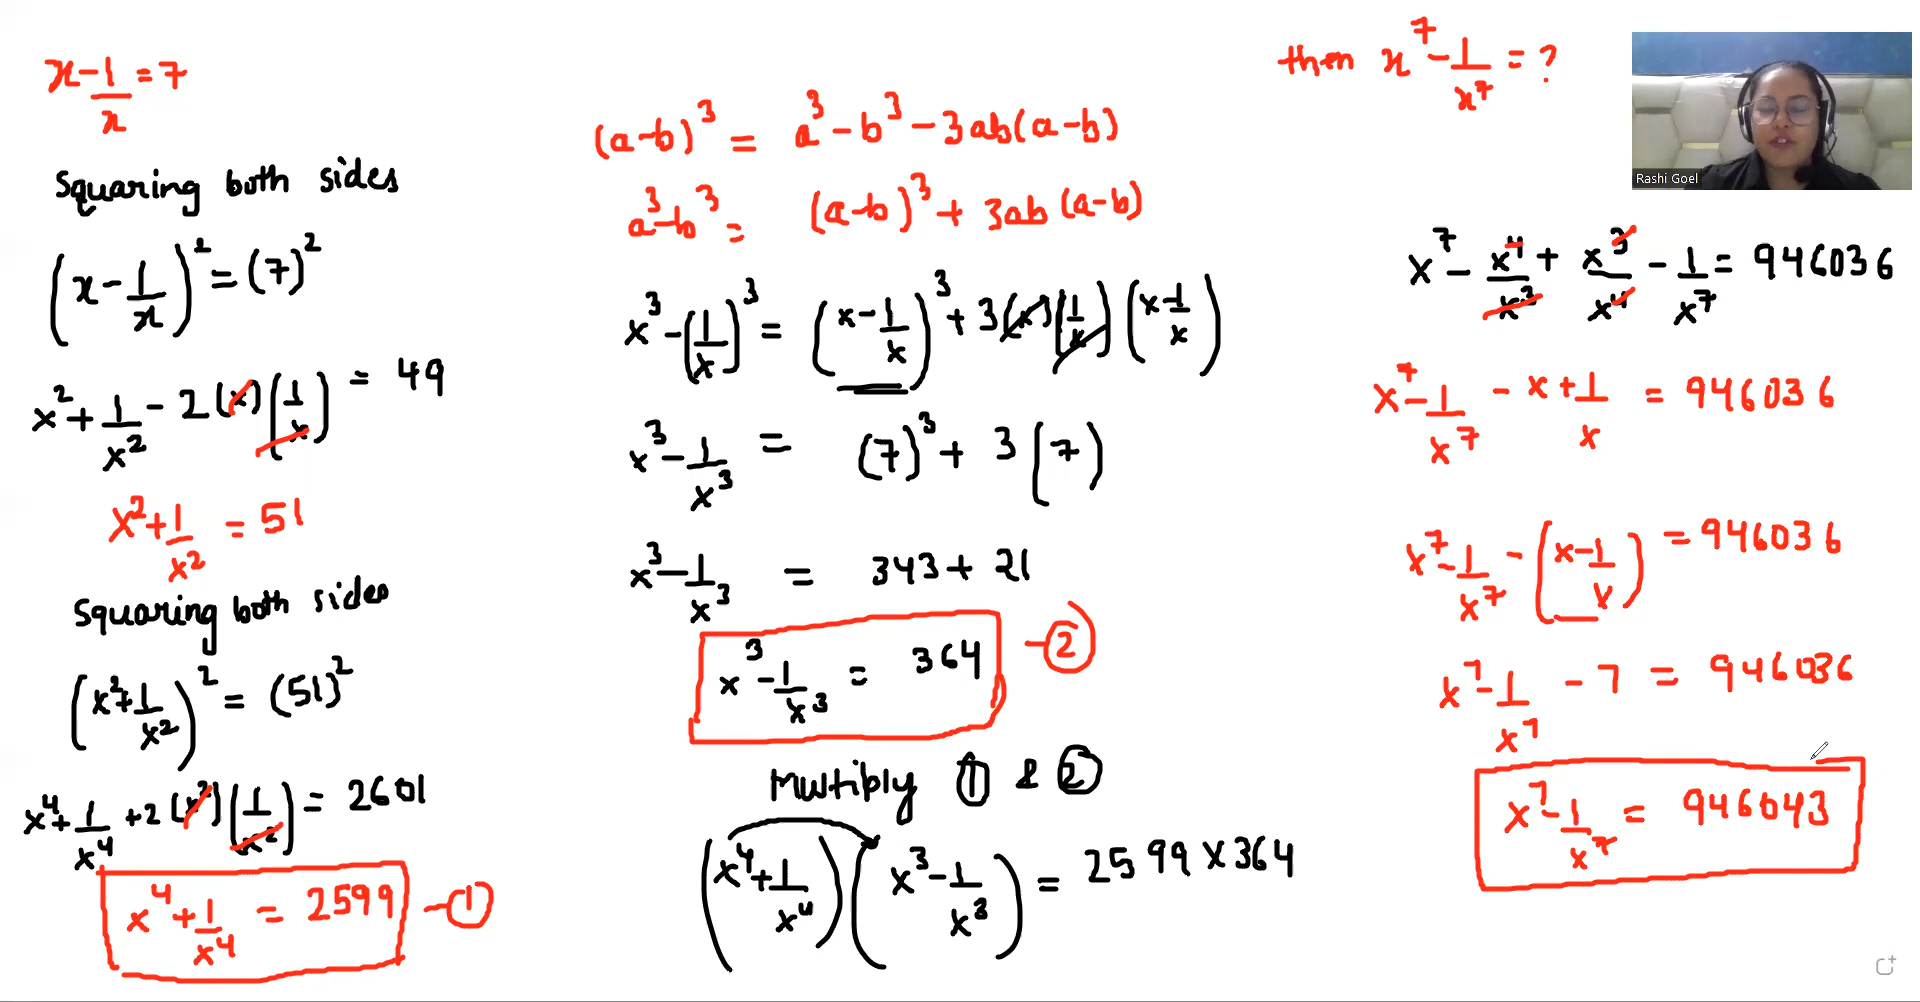 x - 1/x = 7
Squaring both sides
(x - 1/x)² = (7)²
x² + 1/x² - 2(x)(1/x) = 49
x² + 1/x² = 51
Squaring both sides
(x² + 1/x²)² = (51)²
x⁴ + 1/x⁴ + 2(x²)(1/x²) = 2601
x⁴ + 1/x⁴ = 2599 - ①
(a-b)³ = a³ - b³ - 3ab(a-b)
a³ - b³ = (a-b)³ + 3ab(a-b)
x³ - (1/x)³ = (x - 1/x)³ + 3(x)(1/x)(x - 1/x)
x³ - 1/x³ = (7)³ + 3(7)
x³ - 1/x³ = 343 + 21
x³ - 1/x³ = 364 - ②
Multiply ① & ②
(x⁴ + 1/x⁴)(x³ - 1/x³) = 2599 × 364
then x⁷ - 1/x⁷ = ?
Rashi Goel
x⁷ - x⁴/x³ + x³/x⁴ - 1/x⁷ = 946036
x⁷ - 1/x⁷ - x + 1/x = 946036
x⁷ - 1/x⁷ - (x - 1/x) = 946036
x⁷ - 1/x⁷ - 7 = 946036
x⁷ - 1/x⁷ = 946043